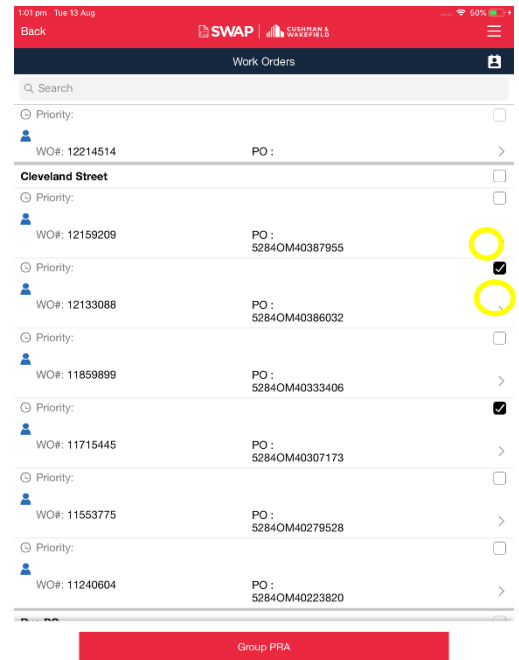 1:01 pm Tue 13 Aug
50%
Back
SWAP | CUSHMAN & WAKEFIELD
Work Orders
Search
Priority:
WO#: 12214514 PO :
Cleveland Street
Priority:
WO#: 12159209 PO :
5284OM40387955
Priority:
WO#: 12133088 PO :
5284OM40386032
Priority:
WO#: 11859899 PO :
5284OM40333406
Priority:
WO#: 11715445 PO :
5284OM40307173
Priority:
WO#: 11553775 PO :
5284OM40279528
Priority:
WO#: 11240604 PO :
5284OM40223820
Group PRA